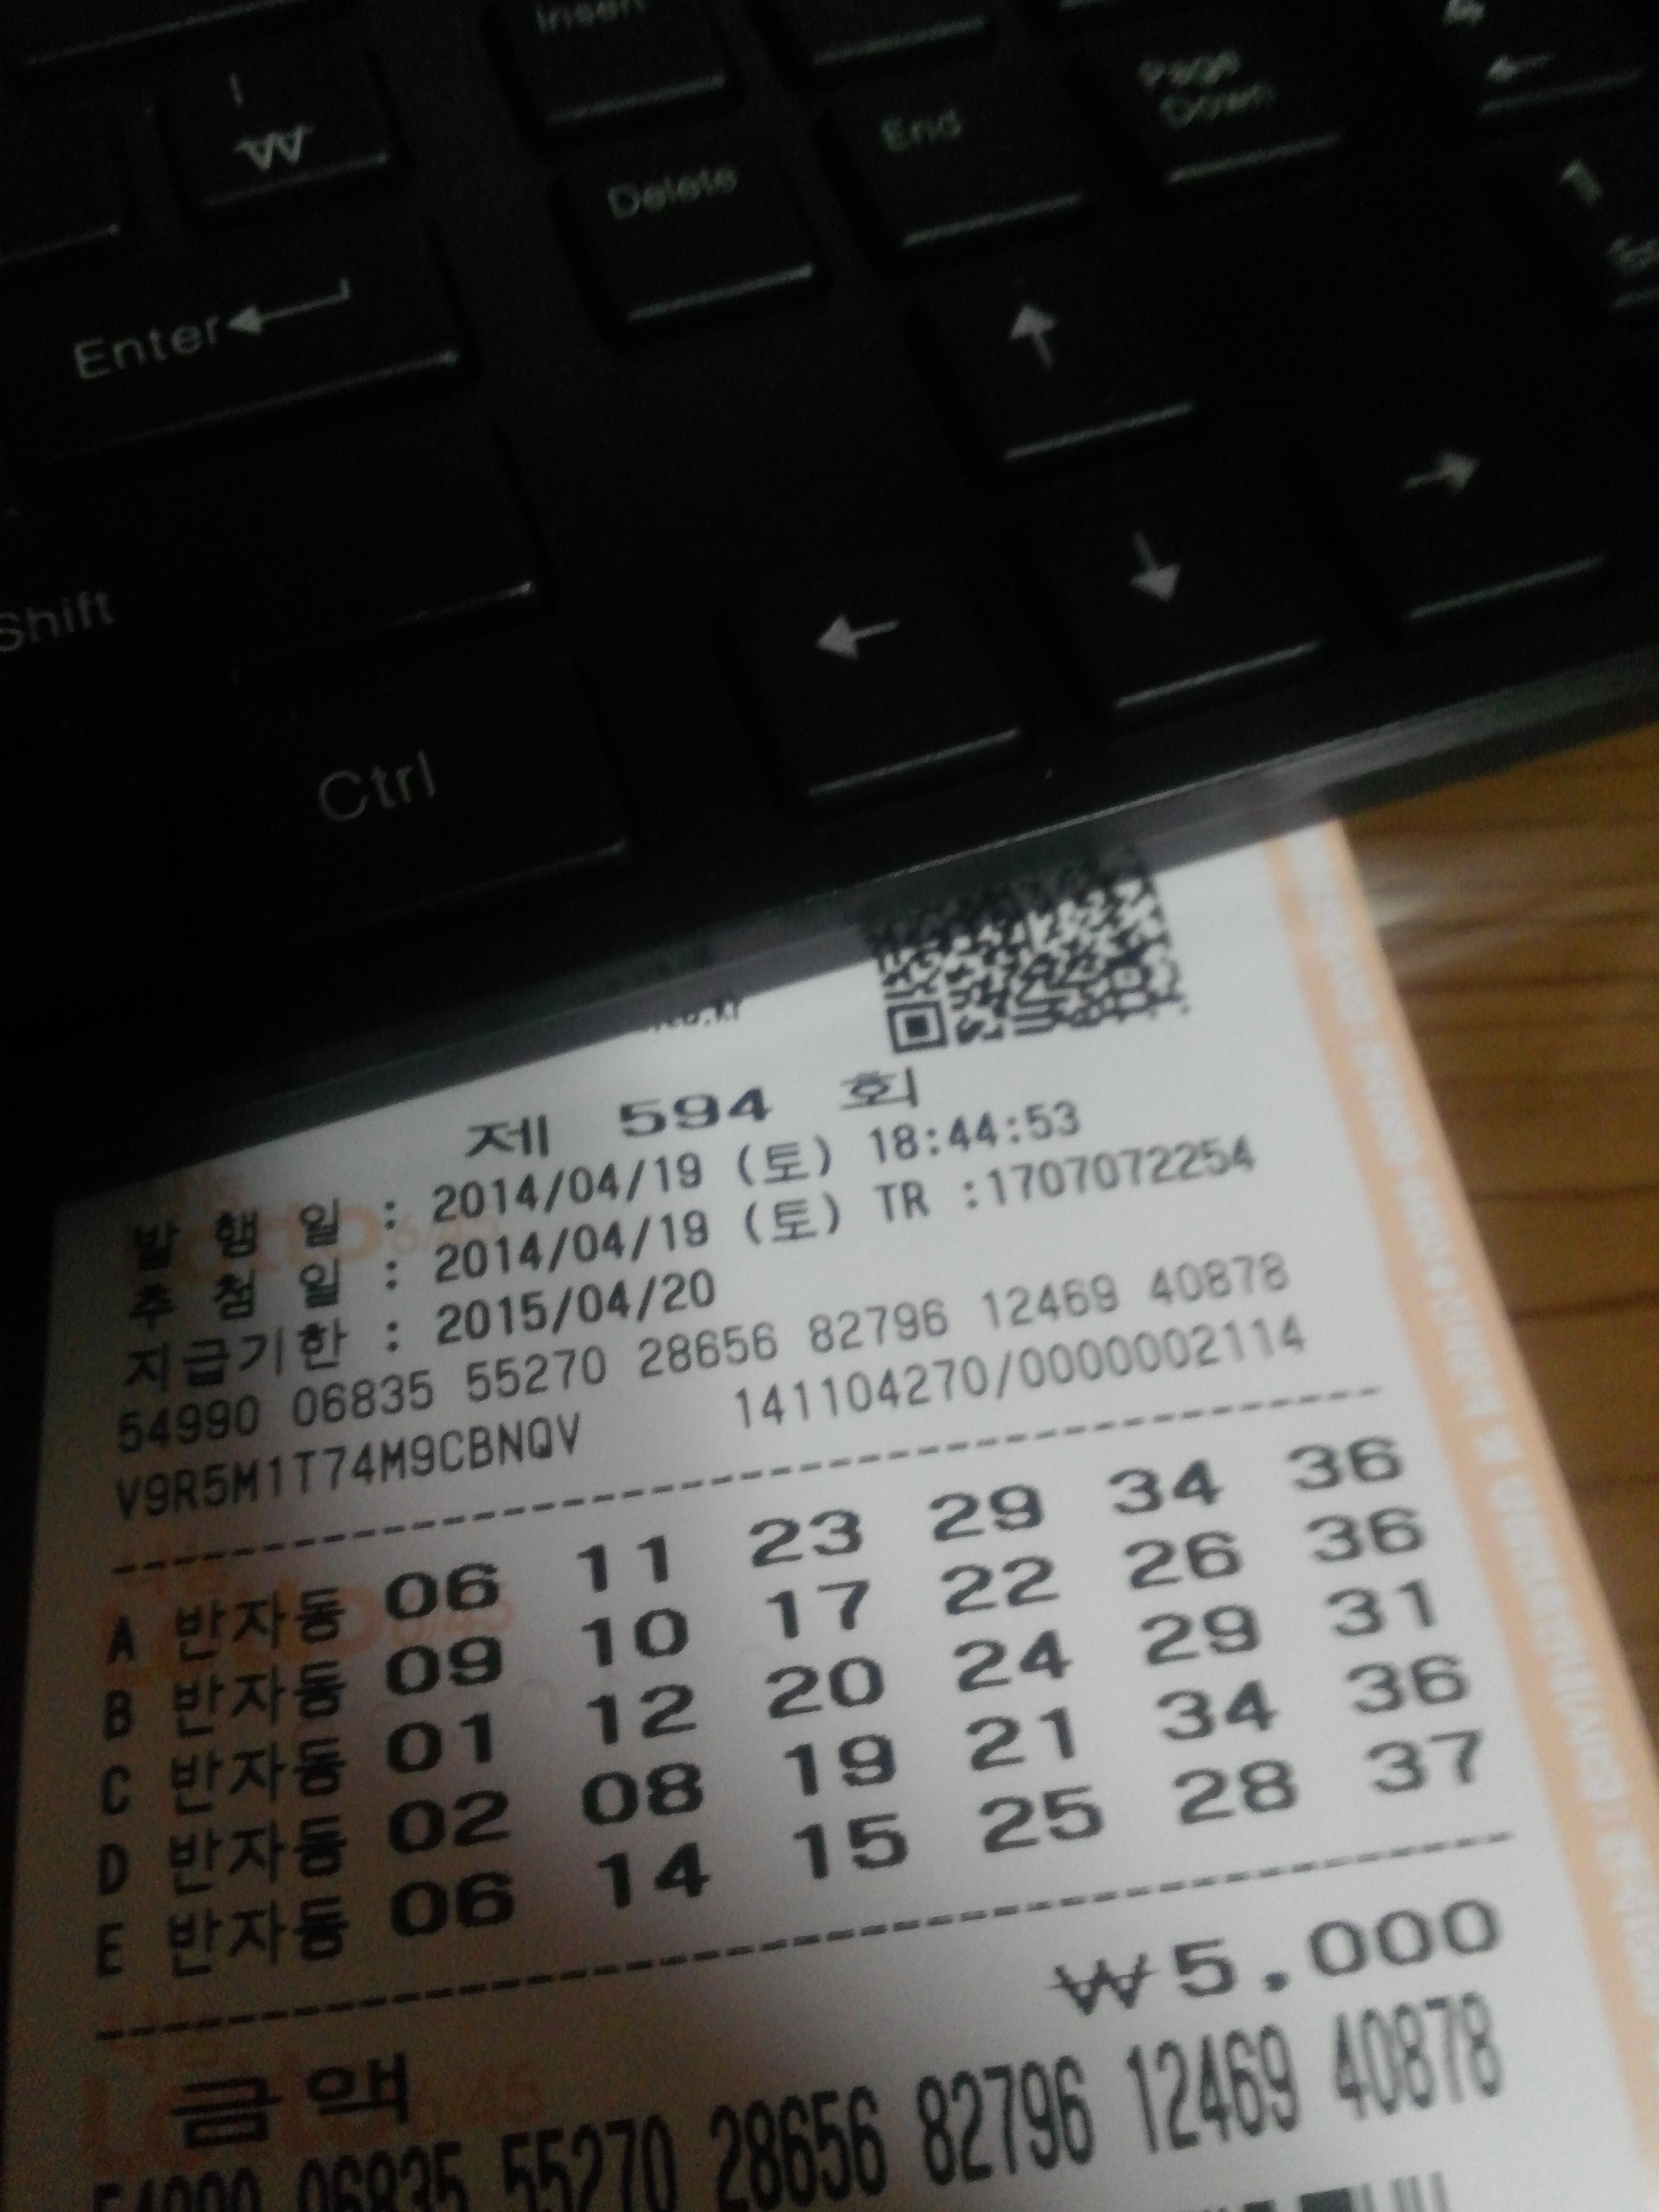 Insert
Page
Down
End
₩
Delete
Enter
Shift
Ctrl
제 594 회
발 행 일 : 2014/04/19 (토) 18:44:53
추 첨 일 : 2014/04/19 (토) TR :1707072254
지급기한 : 2015/04/20
54990 06835 55270 28656 82796 12469 40878
V9R5M1T74M9CBNQV 141104270/0000002114
A 반자동 06 11 23 29 34 36
B 반자동 09 10 17 22 26 36
C 반자동 01 12 20 24 29 31
D 반자동 02 08 19 21 34 36
E 반자동 06 14 15 25 28 37
금액 ₩5,000
54990 06835 55270 28656 82796 12469 40878